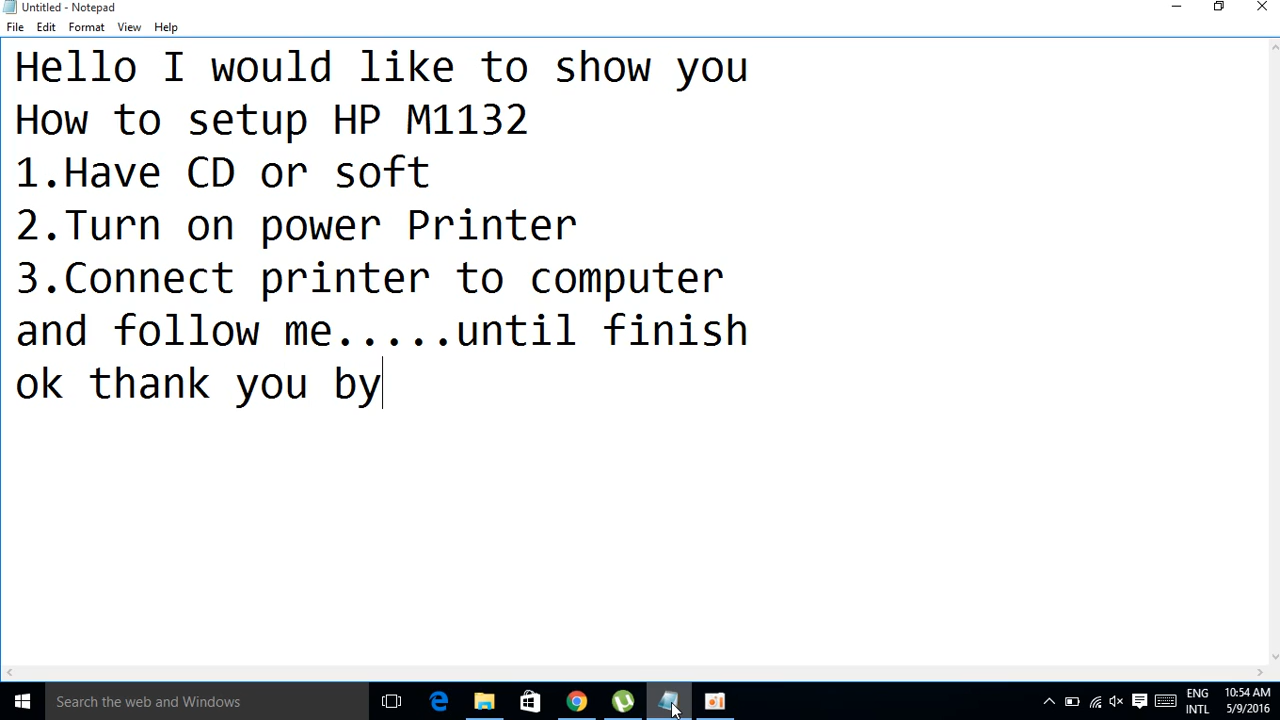 Untitled - Notepad
File Edit Format View Help
Hello I would like to show you
How to setup HP M1132
1.Have CD or soft
2.Turn on power Printer
3.Connect printer to computer
and follow me.....until finish
ok thank you by
Search the web and Windows
ENG
INTL
10:54 AM
5/9/2016